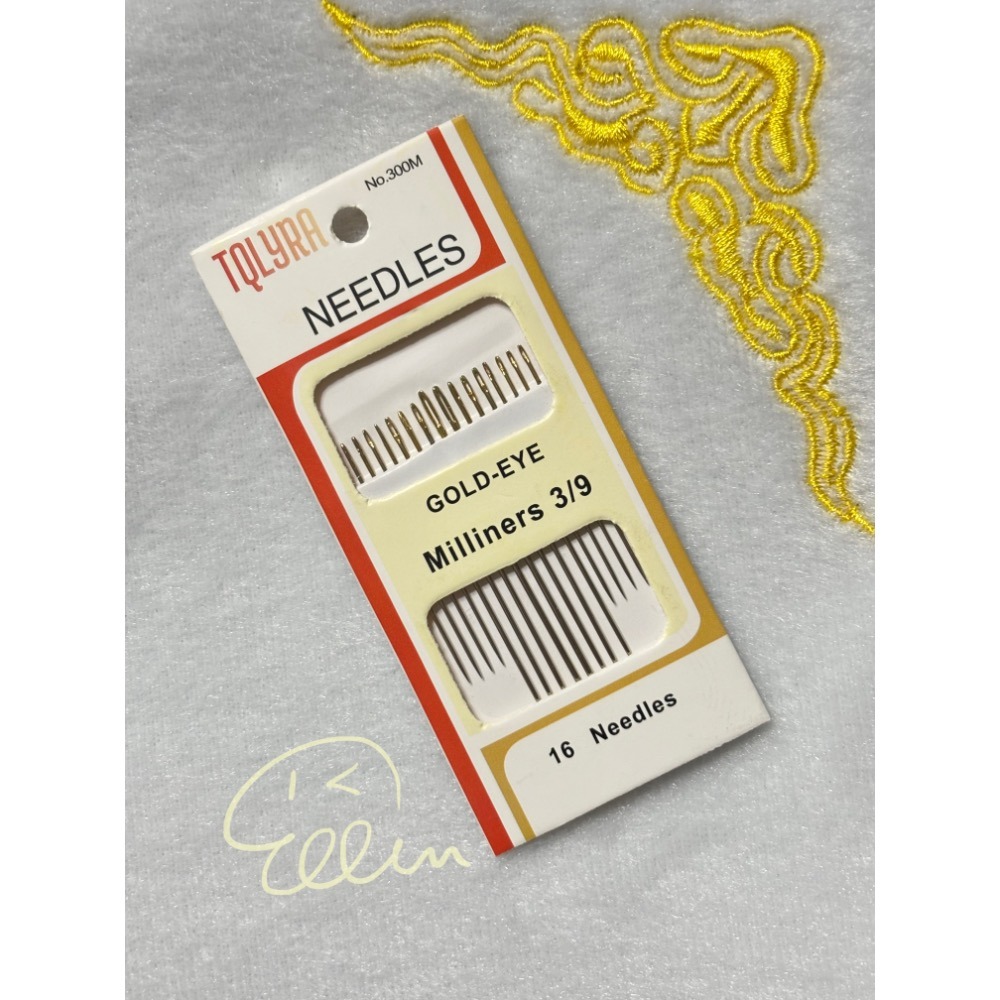 No.300M
TQLYRA
NEEDLES
GOLD-EYE
Milliners 3/9
16 Needles
Ellen